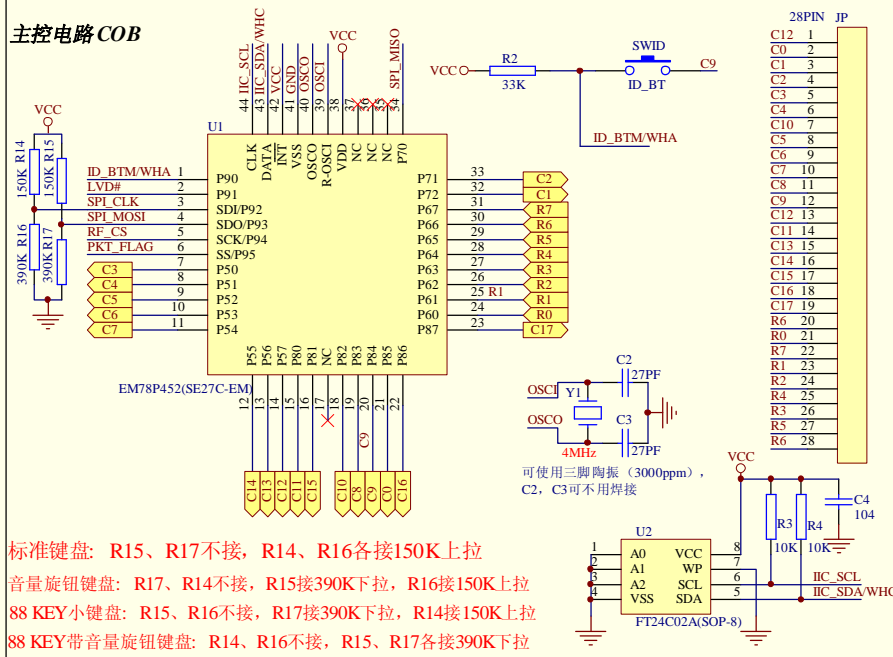 主控电路COB
VCC
150K R14
150K R15
390K R16
390K R17
44 IIC_SCL
43 IIC_SDA/WHC
42 VCC
41 GND
40 OSCO
39 OSCI
38
VCC
37
36
35
34 SPI_MISO
U1
CLK
DATA
INT
VSS
OSCO
R-OSCI
VDD
NC
NC
NC
P70
ID_BTM/WHA 1 P90
LVD# 2 P91
SPI_CLK 3 SDI/P92
SPI_MOSI 4 SDO/P93
RF_CS 5 SCK/P94
PKT_FLAG 6 SS/P95
C3 7 P50
C4 8 P51
C5 9 P52
C6 10 P53
C7 11 P54
P71 33 C2
P72 32 C1
P67 31 R7
P66 30 R6
P65 29 R5
P64 28 R4
P63 27 R3
P62 26 R2
P61 25 R1 R1
P60 24 R0
P87 23 C17
P55 12 C14
P56 13 C13
P57 14 C12
P80 15 C11
P81 16 C15
NC 17
P82 18 C10
P83 19 C8
P84 20 C9 C9
P85 21 C0
P86 22 C16
EM78P452(SE27C-EM)
VCC R2 33K
SWID
ID_BT
C9
ID_BTM/WHA
28PIN JP
C12 1
C0 2
C1 3
C2 4
C3 5
C4 6
C10 7
C5 8
C6 9
C7 10
C8 11
C9 12
C12 13
C11 14
C13 15
C14 16
C15 17
C16 18
C17 19
R6 20
R0 21
R7 22
R1 23
R2 24
R4 25
R3 26
R5 27
R6 28
OSCI
Y1
OSCO
4MHz
C2
27PF
C3
27PF
可使用三脚陶振（3000ppm），
C2，C3可不用焊接
VCC
R3
10K
R4
10K
C4
104
U2
1 A0
2 A1
3 A2
4 VSS
VCC 8
WP 7
SCL 6 IIC_SCL
SDA 5 IIC_SDA/WHC
FT24C02A(SOP-8)
标准键盘: R15、R17不接，R14、R16各接150K上拉
音量旋钮键盘: R17、R14不接，R15接390K下拉，R16接150K上拉
88 KEY小键盘: R15、R16不接，R17接390K下拉，R14接150K上拉
88 KEY带音量旋钮键盘: R14、R16不接，R15、R17各接390K下拉